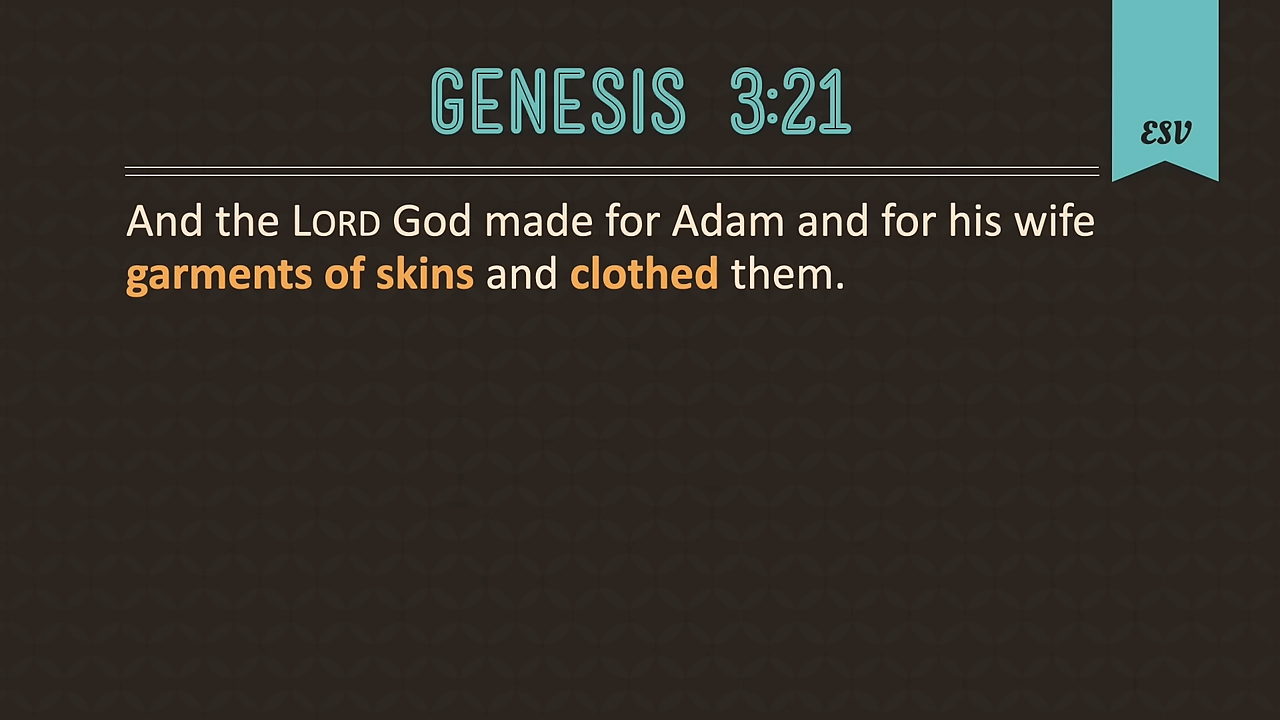 GENESIS 3:21
ESV
And the LORD God made for Adam and for his wife
garments of skins and clothed them.